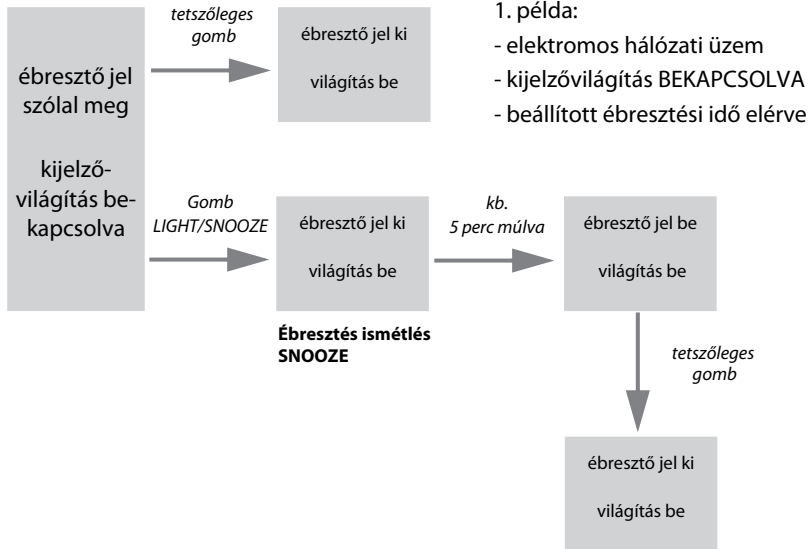 1. példa:
- elektromos hálózati üzem
- kijelzővilágítás BEKAPCSOLVA
- beállított ébresztési idő elérve
ébresztő jel
szólal meg
kijelző-
világítás be-
kapcsolva
tetszőleges
gomb
ébresztő jel ki
világítás be
Gomb
LIGHT/SNOOZE
ébresztő jel ki
világítás be
Ébresztés ismétlés
SNOOZE
kb.
5 perc múlva
ébresztő jel be
világítás be
tetszőleges
gomb
ébresztő jel ki
világítás be